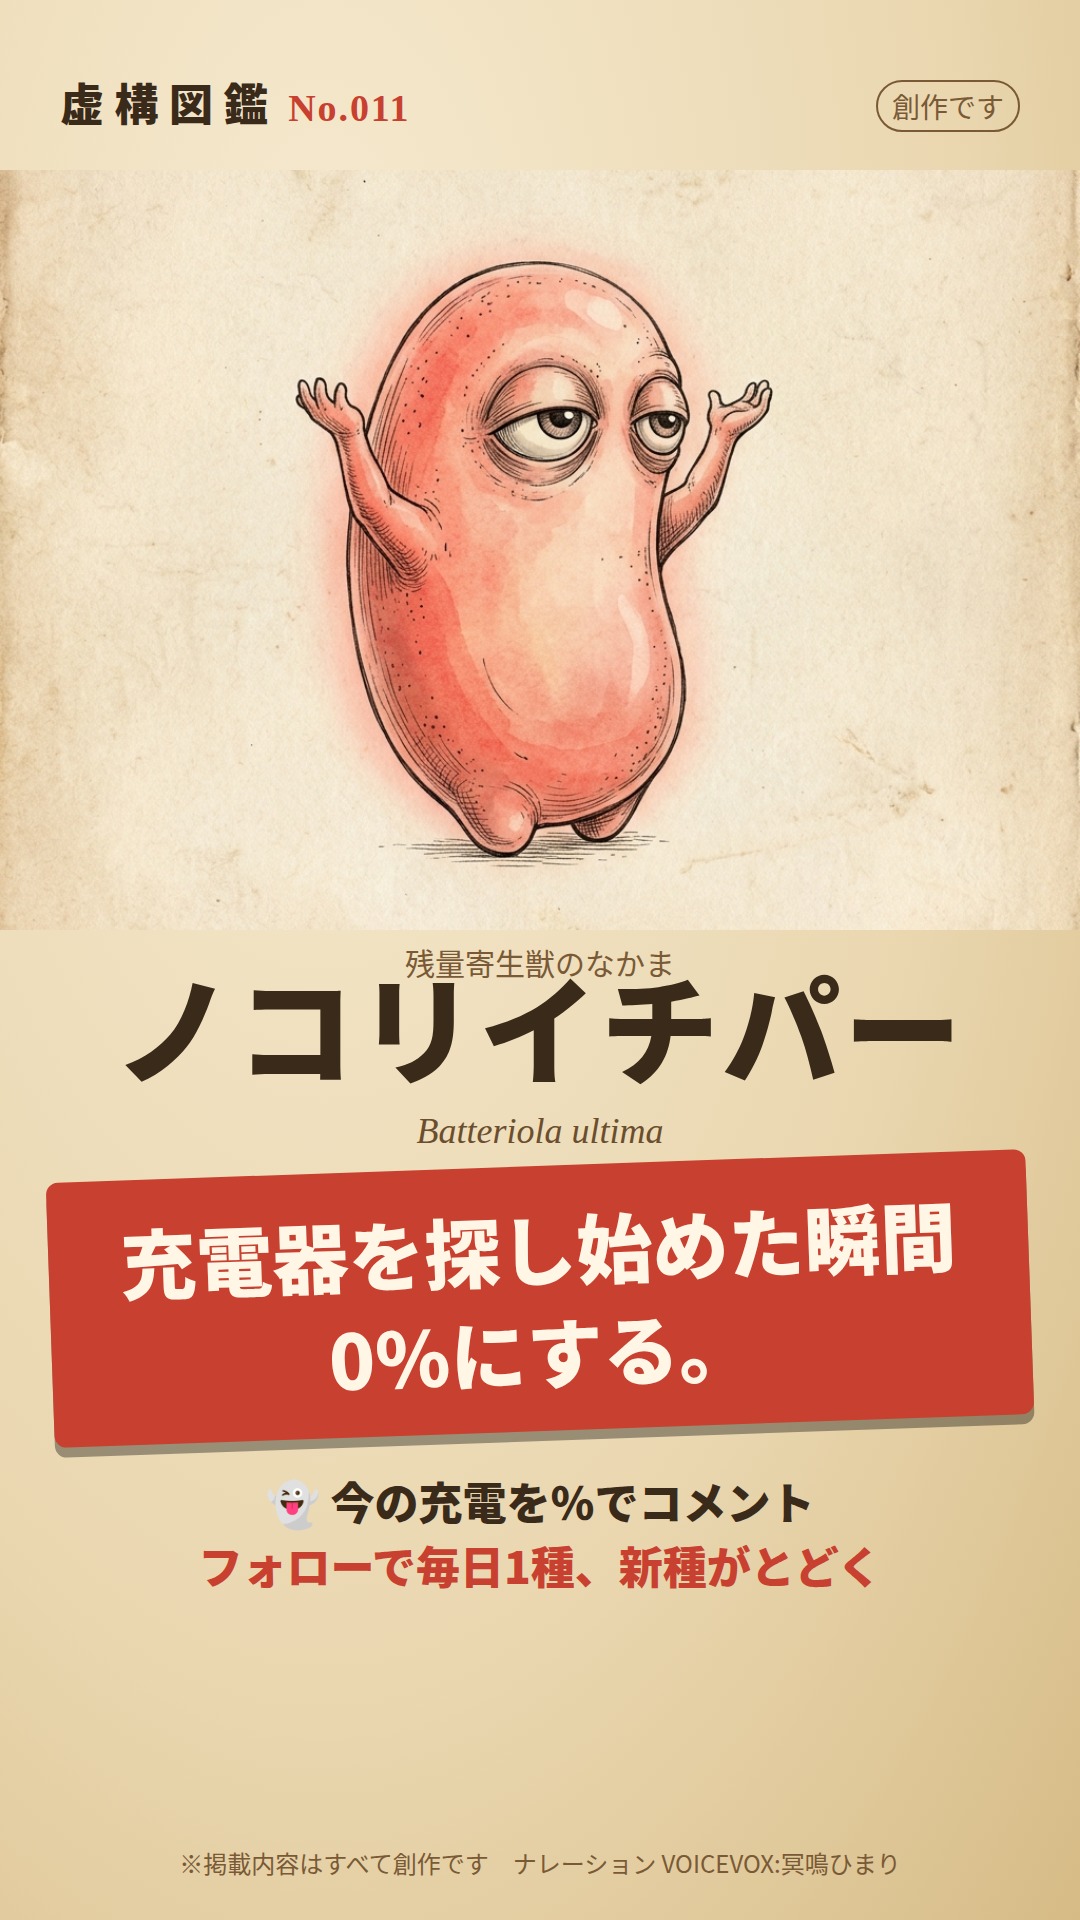 虚構図鑑 No.011
創作です
残量寄生獣のなかま
ノコリイチパー
Batteriola ultima
充電器を探し始めた瞬間
0%にする。
👻 今の充電を%でコメント
フォローで毎日1種、新種がとどく
※掲載内容はすべて創作です　ナレーション VOICEVOX:冥鳴ひまり